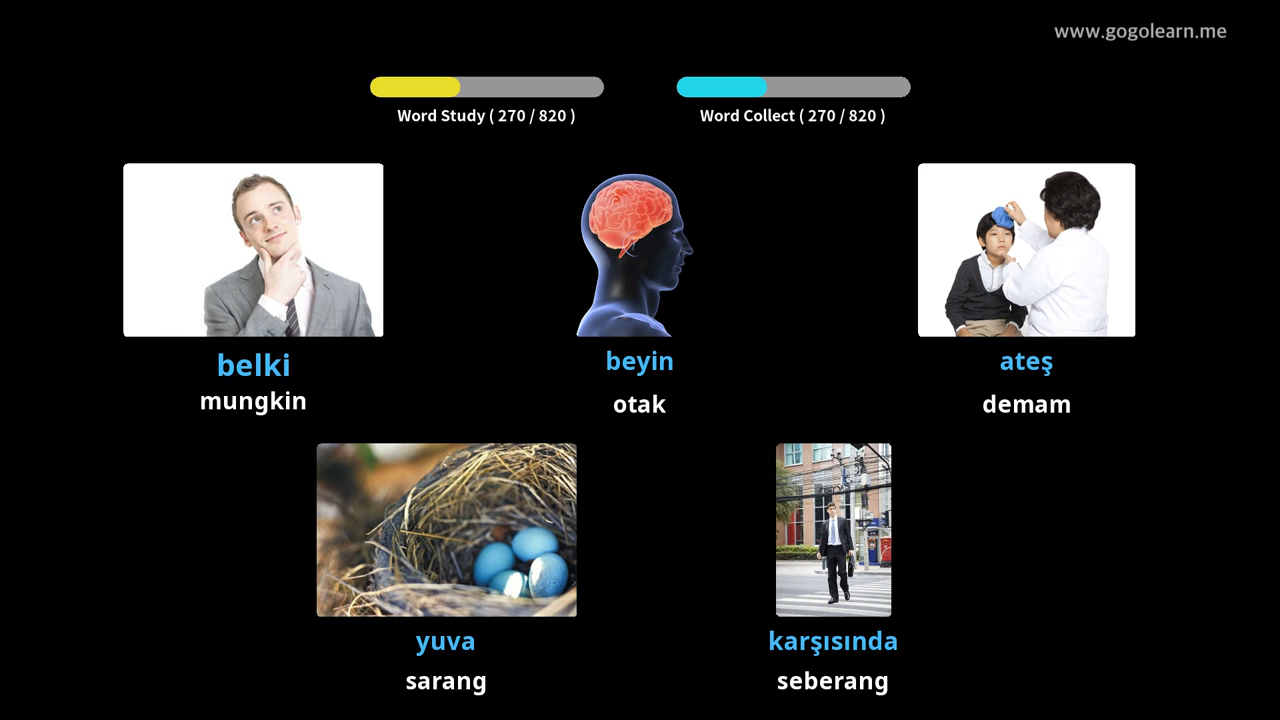 www.gogolearn.me
Word Study ( 270 / 820 )
Word Collect ( 270 / 820 )
belki
mungkin
beyin
otak
ateş
demam
yuva
sarang
karşısında
seberang